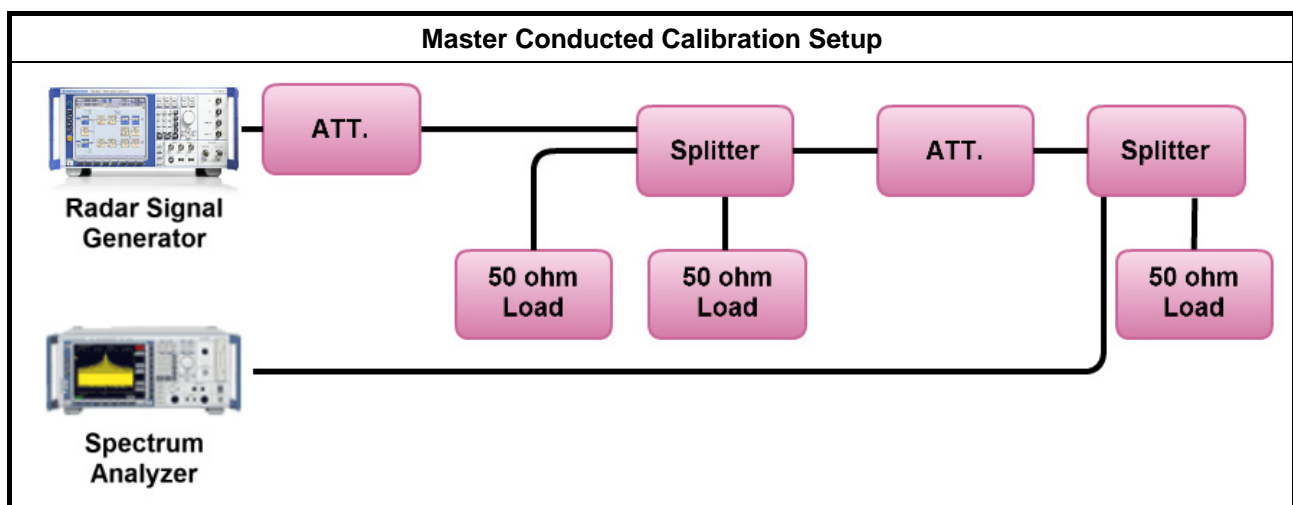 Master Conducted Calibration Setup
ATT.
Splitter
ATT.
Splitter
Radar Signal
Generator
50 ohm
Load
50 ohm
Load
50 ohm
Load
Spectrum
Analyzer